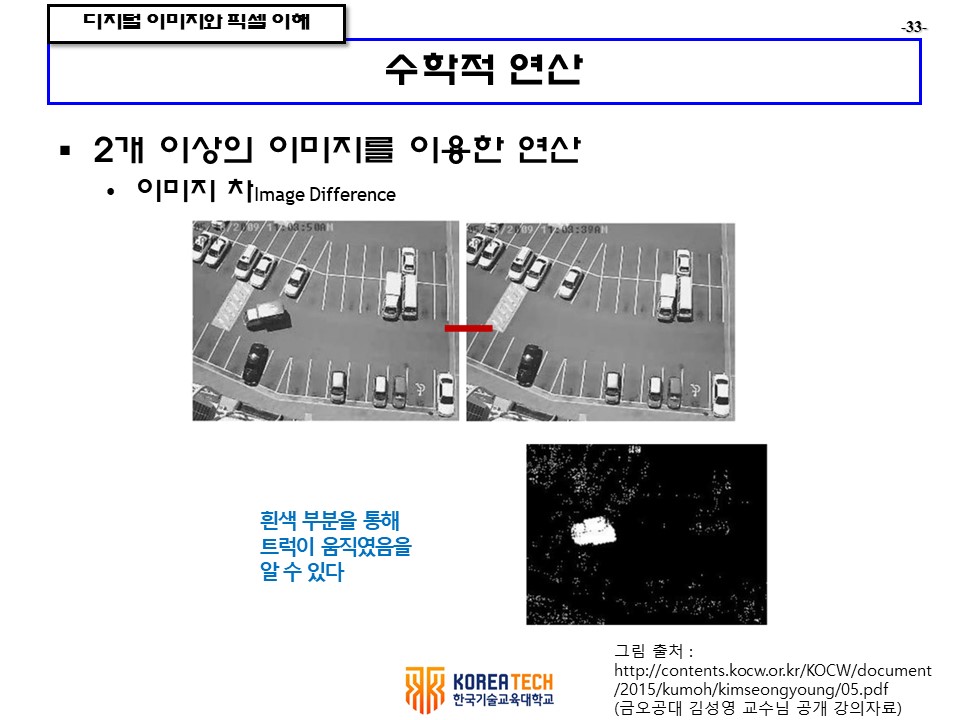 디지털 이미지와 픽셀 이해
-33-
수학적 연산
▪ 2개 이상의 이미지를 이용한 연산
• 이미지 차Image Difference
11:03:50AM
11:03:39AM
흰색 부분을 통해
트럭이 움직였음을
알 수 있다
그림 출처 :
http://contents.kocw.or.kr/KOCW/document
/2015/kumoh/kimseongyoung/05.pdf
(금오공대 김성영 교수님 공개 강의자료)
KOREATECH
한국기술교육대학교